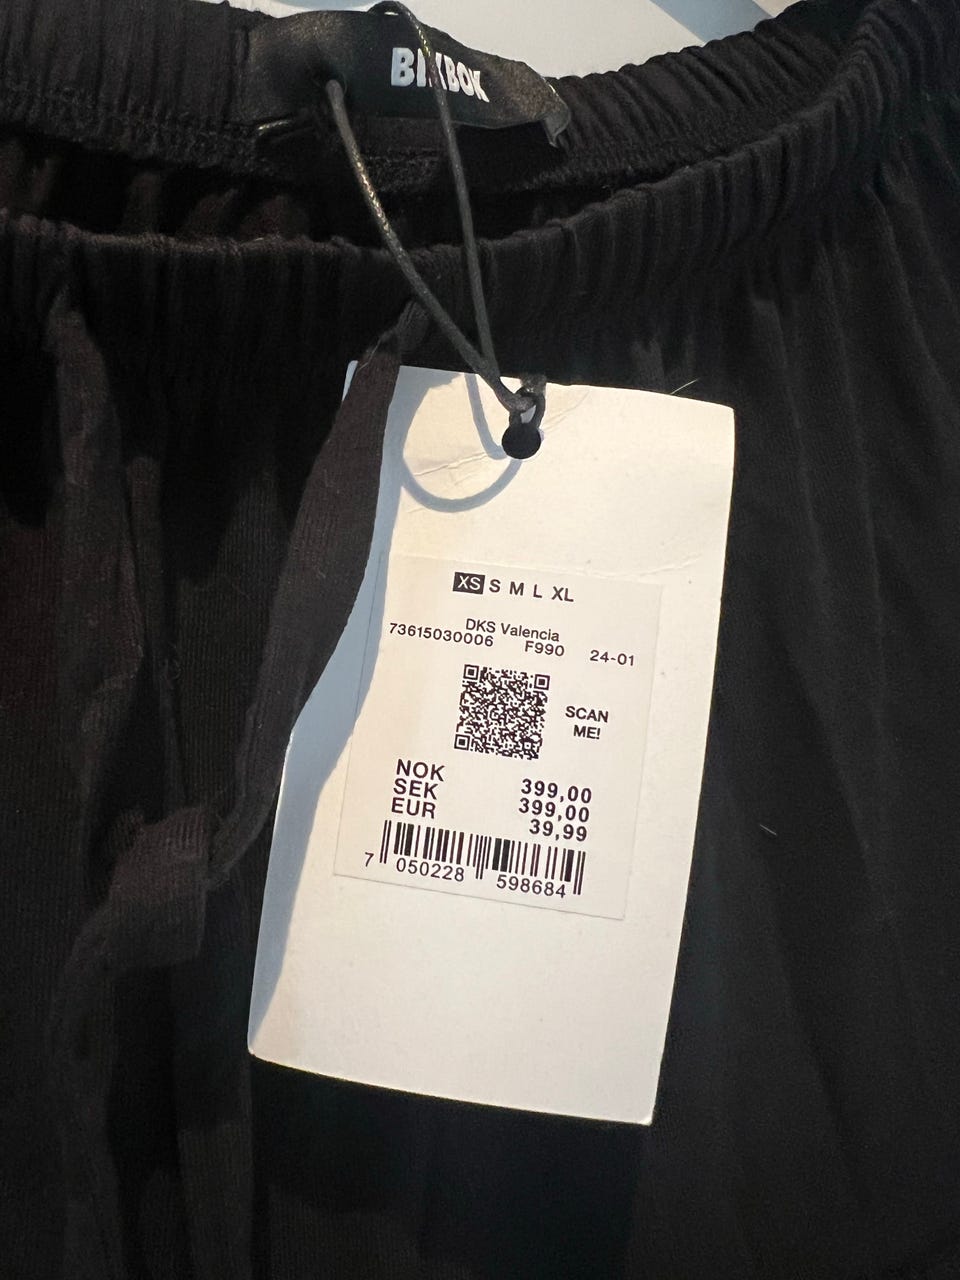 BIKBOK
XS S M L XL
DKS Valencia
73615030006 F990 24-01
SCAN
ME!
NOK 399,00
SEK 399,00
EUR 39,99
7 050228 598684